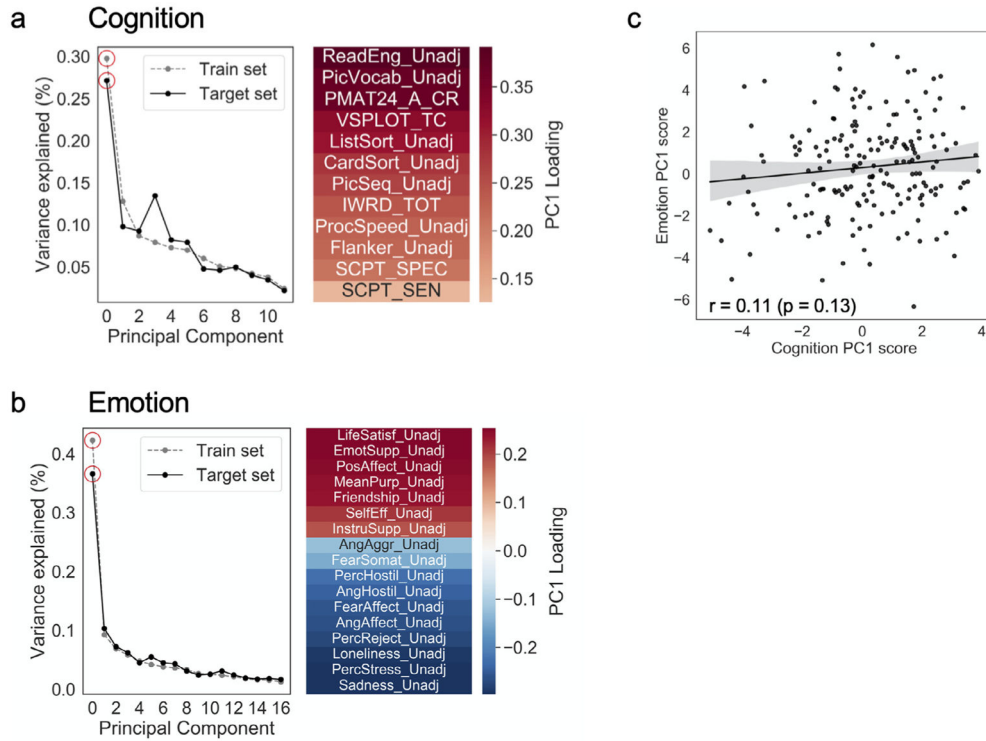 a Cognition
Variance explained (%)
0.30
0.25
0.20
0.15
0.10
0.05
Train set
Target set
0 2 4 6 8 10
Principal Component
ReadEng_Unadj
PicVocab_Unadj
PMAT24_A_CR
VSPLOT_TC
ListSort_Unadj
CardSort_Unadj
PicSeq_Unadj
IWRD_TOT
ProcSpeed_Unadj
Flanker_Unadj
SCPT_SPEC
SCPT_SEN
0.35
0.30
0.25
0.20
0.15
PC1 Loading
c
Emotion PC1 score
6
4
2
0
−2
−4
−6
r = 0.11 (p = 0.13)
−4 −2 0 2 4
Cognition PC1 score
b Emotion
Variance explained (%)
0.4
0.3
0.2
0.1
0.0
Train set
Target set
0 2 4 6 8 10 12 14 16
Principal Component
LifeSatisf_Unadj
EmotSupp_Unadj
PosAffect_Unadj
MeanPurp_Unadj
Friendship_Unadj
SelfEff_Unadj
InstruSupp_Unadj
AngAggr_Unadj
FearSomat_Unadj
PercHostil_Unadj
AngHostil_Unadj
FearAffect_Unadj
AngAffect_Unadj
PercReject_Unadj
Loneliness_Unadj
PercStress_Unadj
Sadness_Unadj
0.2
0.1
0.0
−0.1
−0.2
PC1 Loading